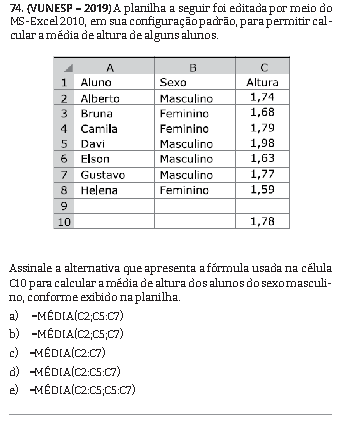 74. (VUNESP – 2019) A planilha a seguir foi editada por meio do
MS-Excel 2010, em sua configuração padrão, para permitir cal-
cular a média de altura de alguns alunos.
A B C
1 Aluno Sexo Altura
2 Alberto Masculino 1,74
3 Bruna Feminino 1,68
4 Camila Feminino 1,79
5 Davi Masculino 1,98
6 Elson Masculino 1,63
7 Gustavo Masculino 1,77
8 Helena Feminino 1,59
9
10 1,78
Assinale a alternativa que apresenta a fórmula usada na célula
C10 para calcular a média de altura dos alunos do sexo masculi-
no, conforme exibido na planilha.
a) =MÉDIA(C2;C5:C7)
b) =MÉDIA(C2;C5;C7)
c) =MÉDIA(C2:C7)
d) =MÉDIA(C2:C5:C7)
e) =MÉDIA(C2:C5;C5:C7)